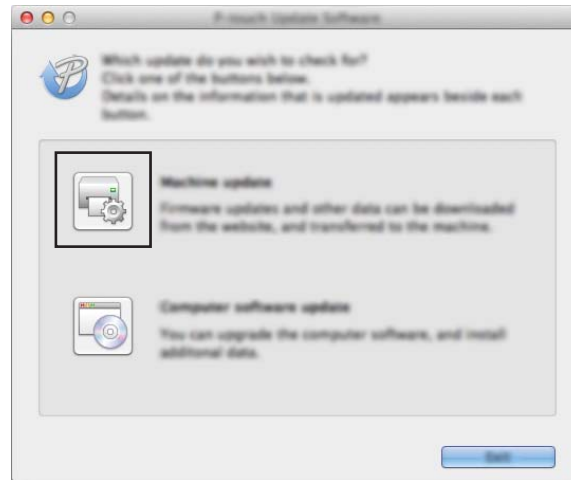 P-touch Update Software
Which update do you wish to check for?
Click one of the buttons below.
Details on the information that is updated appears beside each
button.
Machine update
Firmware updates and other data can be downloaded
from the website, and transferred to the machine.
Computer software update
You can upgrade the computer software, and install
additonal data.
Exit